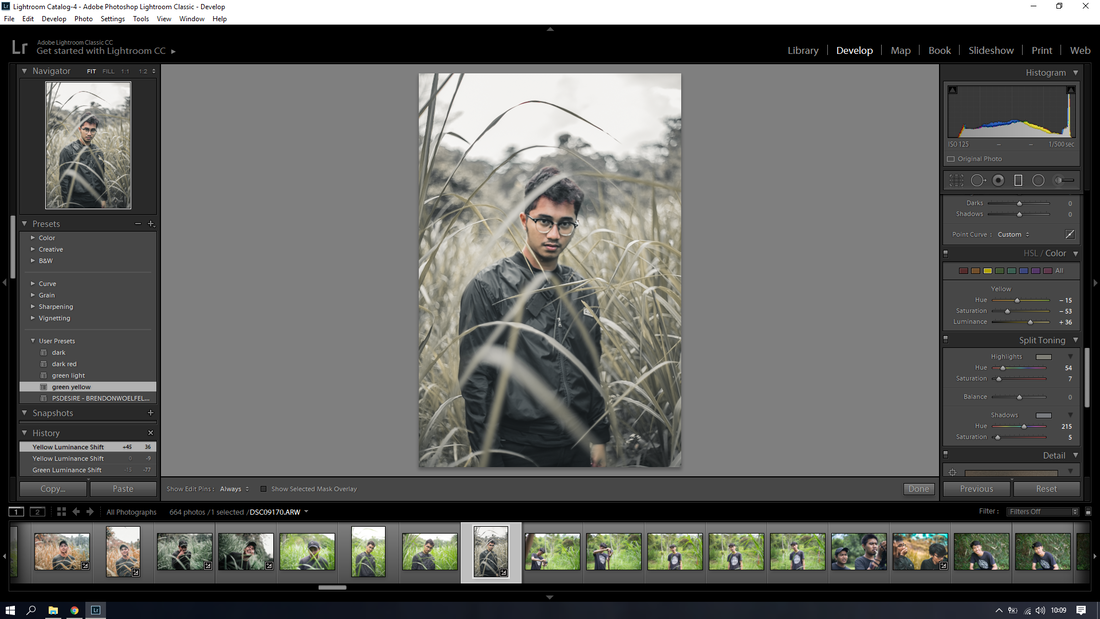 Lightroom Catalog-4 - Adobe Photoshop Lightroom Classic - Develop
File Edit Develop Photo Settings Tools View Window Help
Lr
Adobe Lightroom Classic CC
Get started with Lightroom CC
Library | Develop | Map | Book | Slideshow | Print | Web
Navigator FIT FILL 1:1 1:2
Presets
Color
Creative
B&W
Curve
Grain
Sharpening
Vignetting
User Presets
dark
dark red
green light
green yellow
PSDESIRE - BRENDONWOELFEL...
Snapshots
History
Yellow Luminance Shift +45 36
Yellow Luminance Shift -9
Green Luminance Shift -77
Copy... Paste
Show Edit Pins : Always Show Selected Mask Overlay Done
Histogram
ISO 125 1/500 sec
Original Photo
Darks 0
Shadows 0
Point Curve : Custom
HSL / Color
All
Yellow
Hue - 15
Saturation - 53
Luminance + 36
Split Toning
Highlights
Hue 54
Saturation 7
Balance 0
Shadows
Hue 215
Saturation 5
Detail
Previous Reset
1 2 All Photographs 664 photos / 1 selected / DSC09170.ARW Filter : Filters Off
Lr 10:09